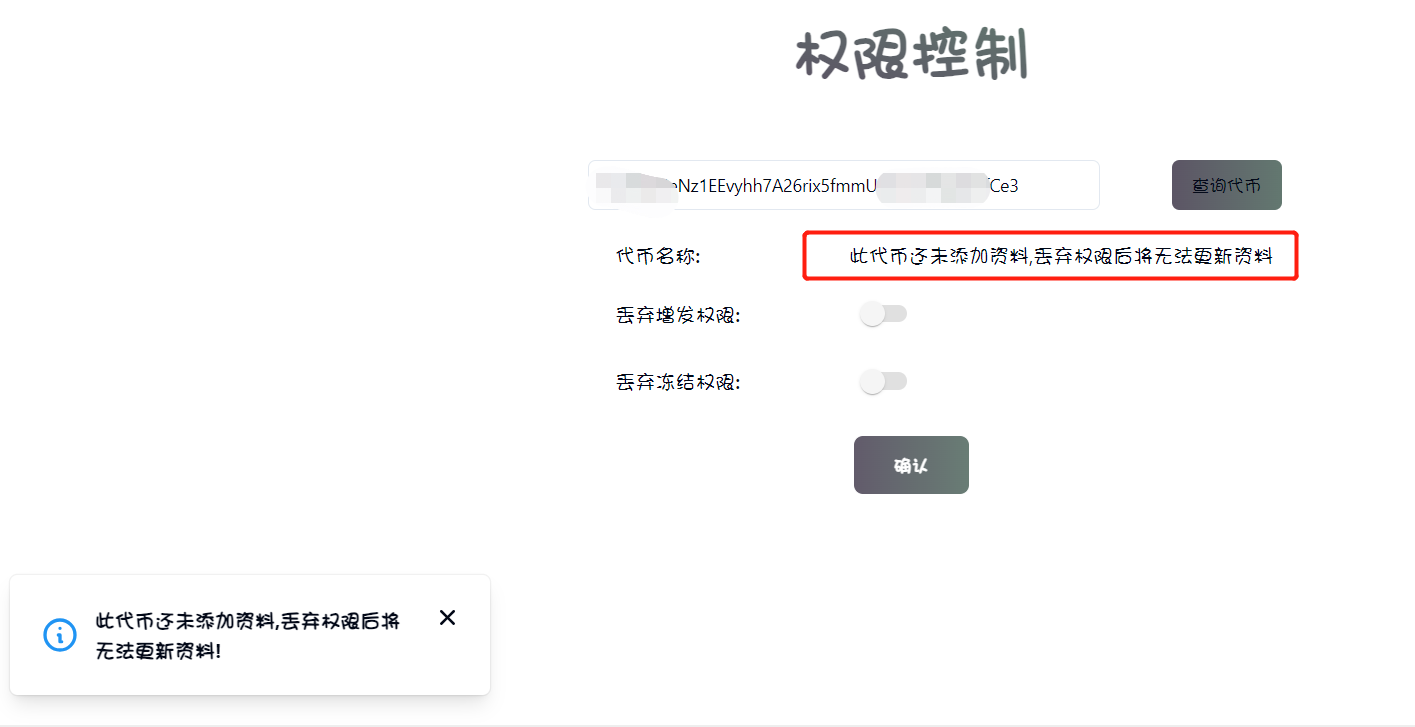 权限控制
eNz1EEvyhh7A26rix5fmmU Ce3
查询代币
代币名称:
此代币还未添加资料,丢弃权限后将无法更新资料
丢弃增发权限:
丢弃冻结权限:
确认
此代币还未添加资料,丢弃权限后将
无法更新资料!